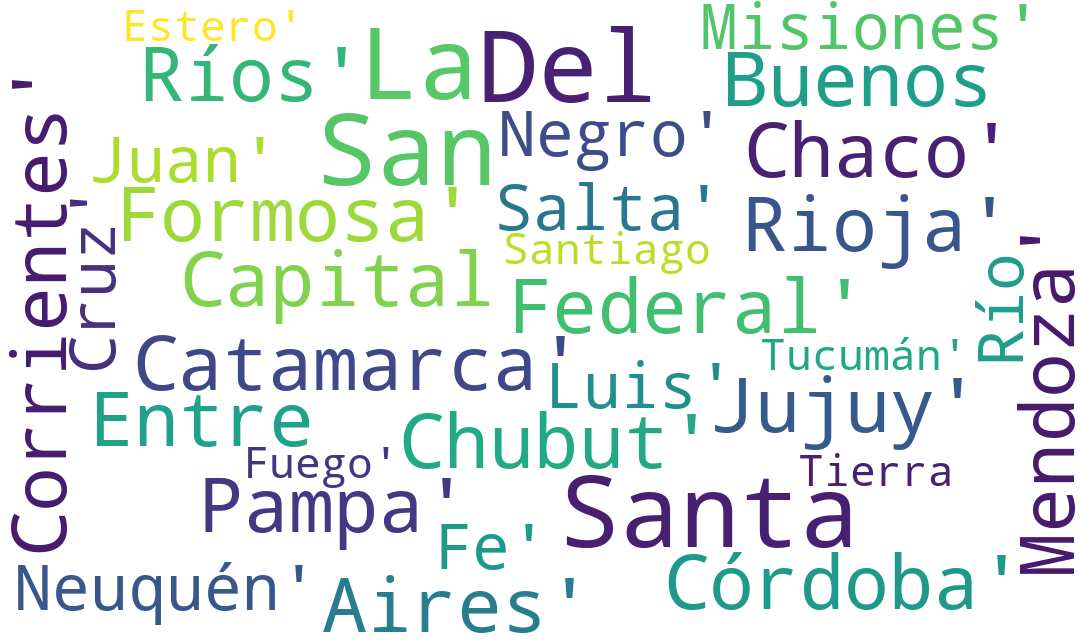 Estero'
Misiones'
Ríos'
La
Del
Buenos
Corrientes'
Juan'
San
Negro'
Chaco'
Formosa'
Salta'
Rioja'
Cruz'
Capital
Santiago
Federal'
Río'
Mendoza'
Catamarca'
Luis'
Tucumán'
Jujuy'
Entre
Chubut'
Fuego'
Tierra
Pampa'
Santa
Fe'
Neuquén'
Aires'
Córdoba'